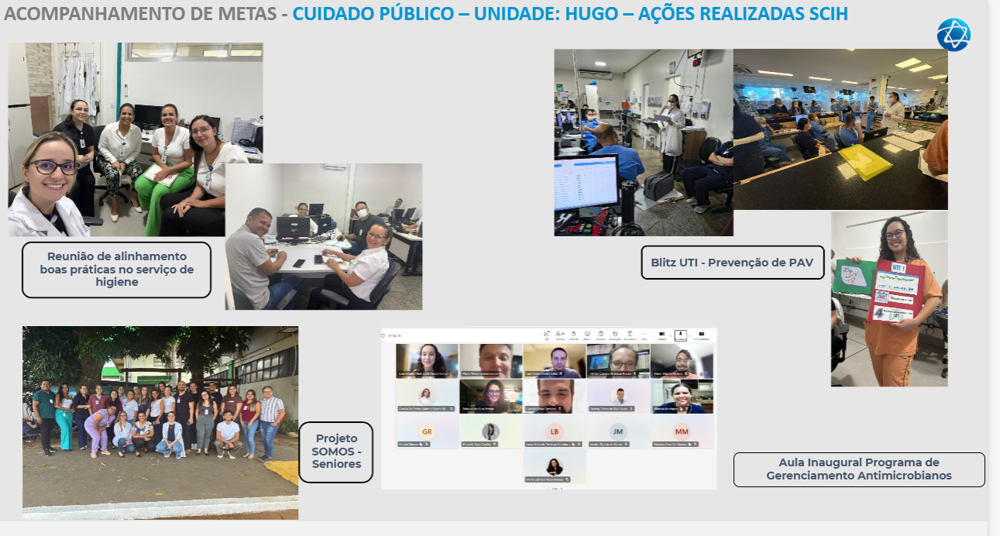 ACOMPANHAMENTO DE METAS - CUIDADO PÚBLICO – UNIDADE: HUGO – AÇÕES REALIZADAS SCIH
Reunião de alinhamento
boas práticas no serviço de
higiene
Blitz UTI - Prevenção de PAV
UTI 1
Projeto
SOMOS -
Seniores
GR
LB
JM
MM
Aula Inaugural Programa de
Gerenciamento Antimicrobianos